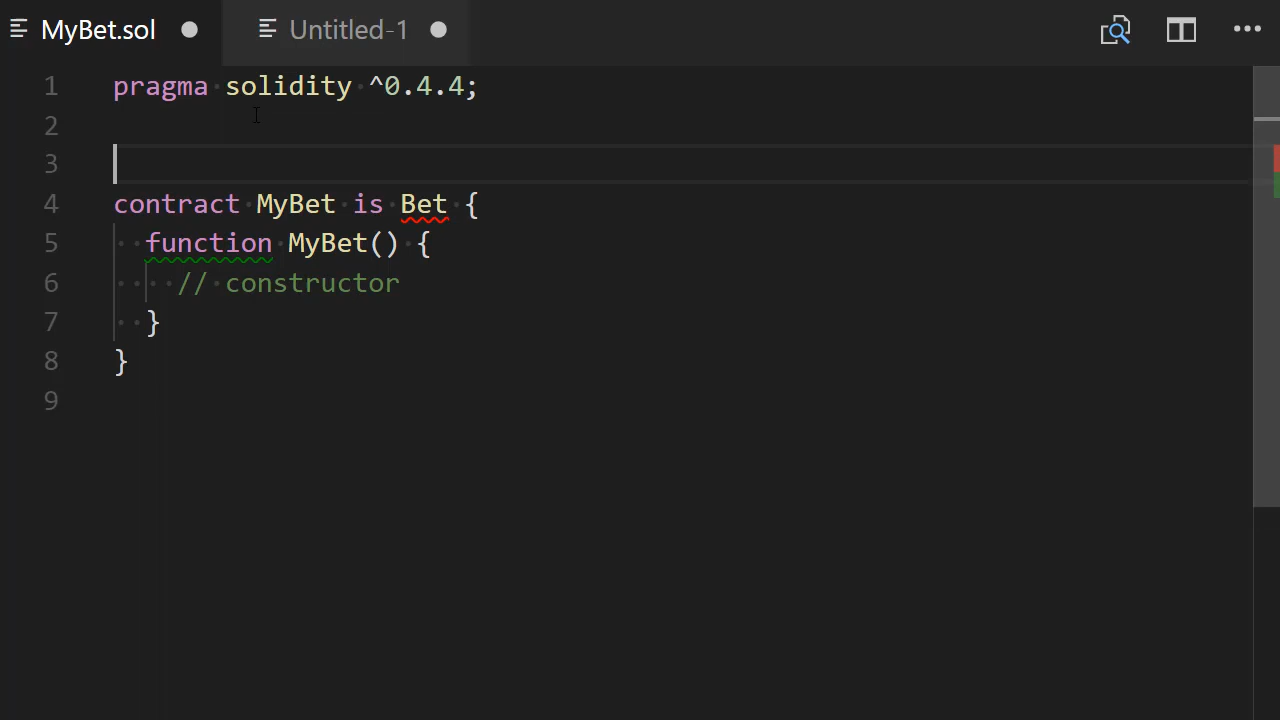 MyBet.sol Untitled-1
1 pragma solidity ^0.4.4;
2
3
4 contract MyBet is Bet {
5 function MyBet() {
6 // constructor
7 }
8 }
9